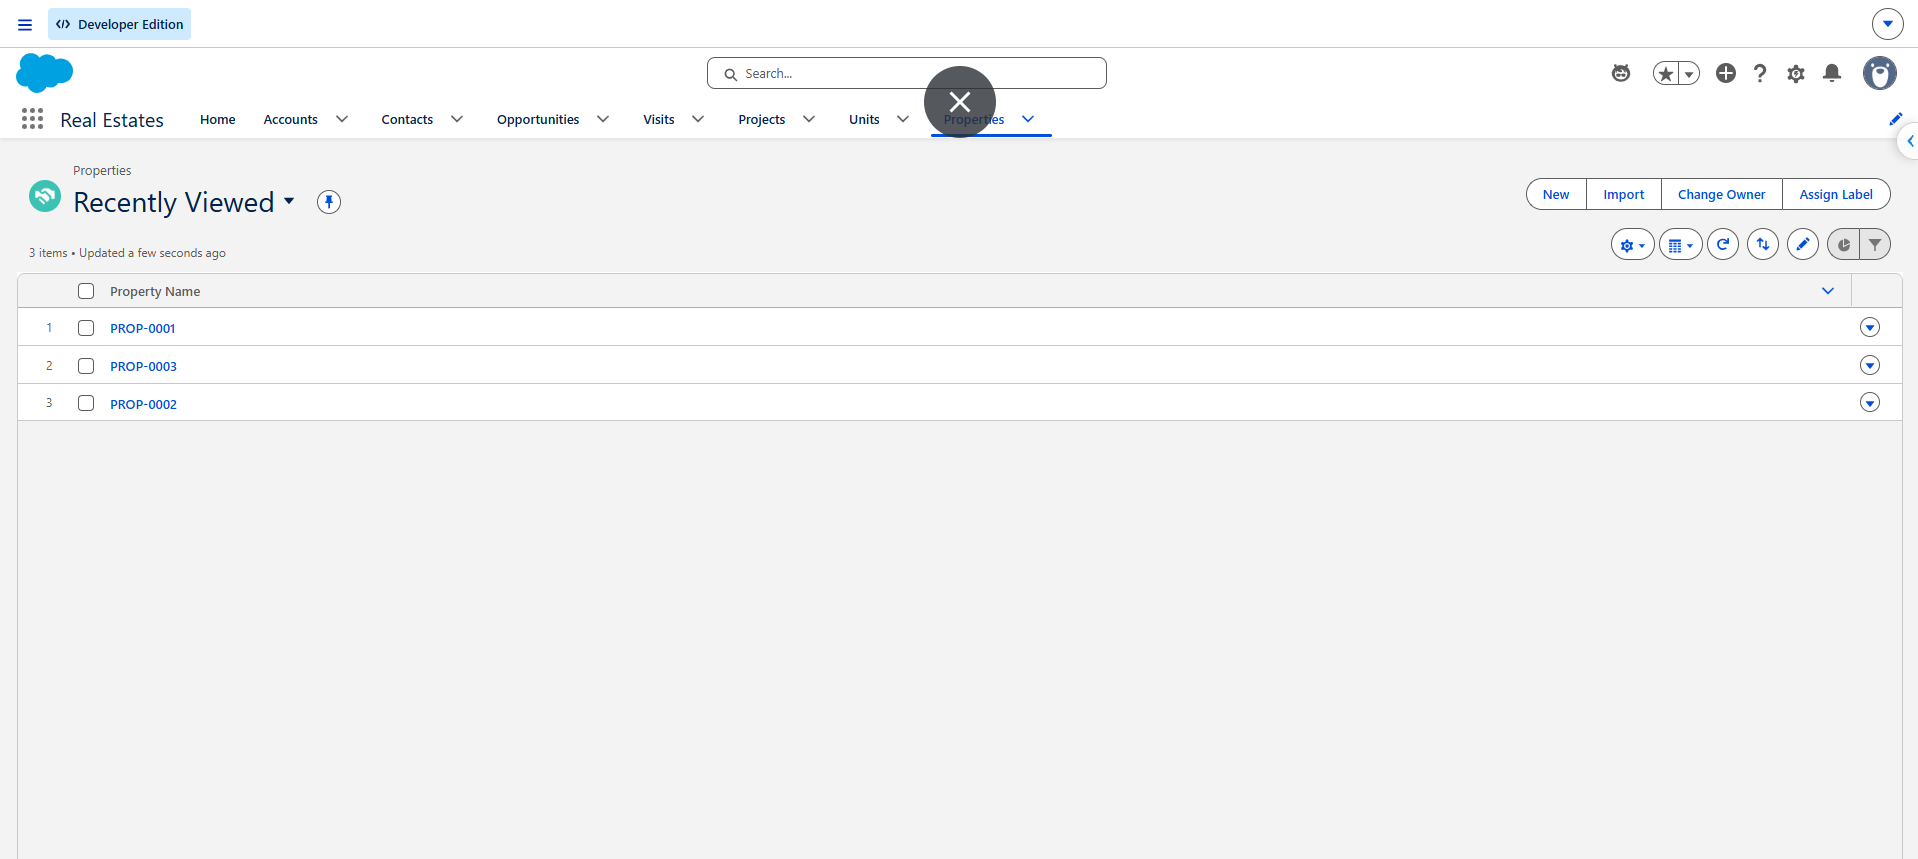 Developer Edition
Search...
Real Estates Home Accounts Contacts Opportunities Visits Projects Units Properties
Properties
Recently Viewed
New Import Change Owner Assign Label
3 items • Updated a few seconds ago
Property Name
1 PROP-0001
2 PROP-0003
3 PROP-0002